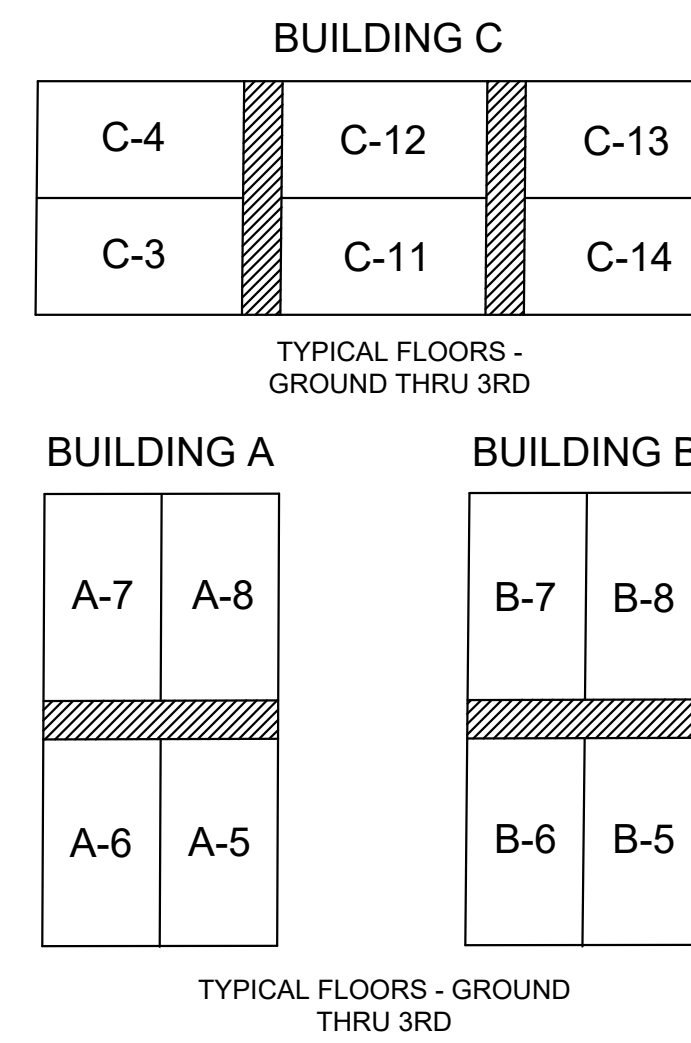 BUILDING C
C-4 C-12 C-13
C-3 C-11 C-14
TYPICAL FLOORS -
GROUND THRU 3RD
BUILDING A BUILDING B
A-7 A-8 B-7 B-8
A-6 A-5 B-6 B-5
TYPICAL FLOORS - GROUND
THRU 3RD